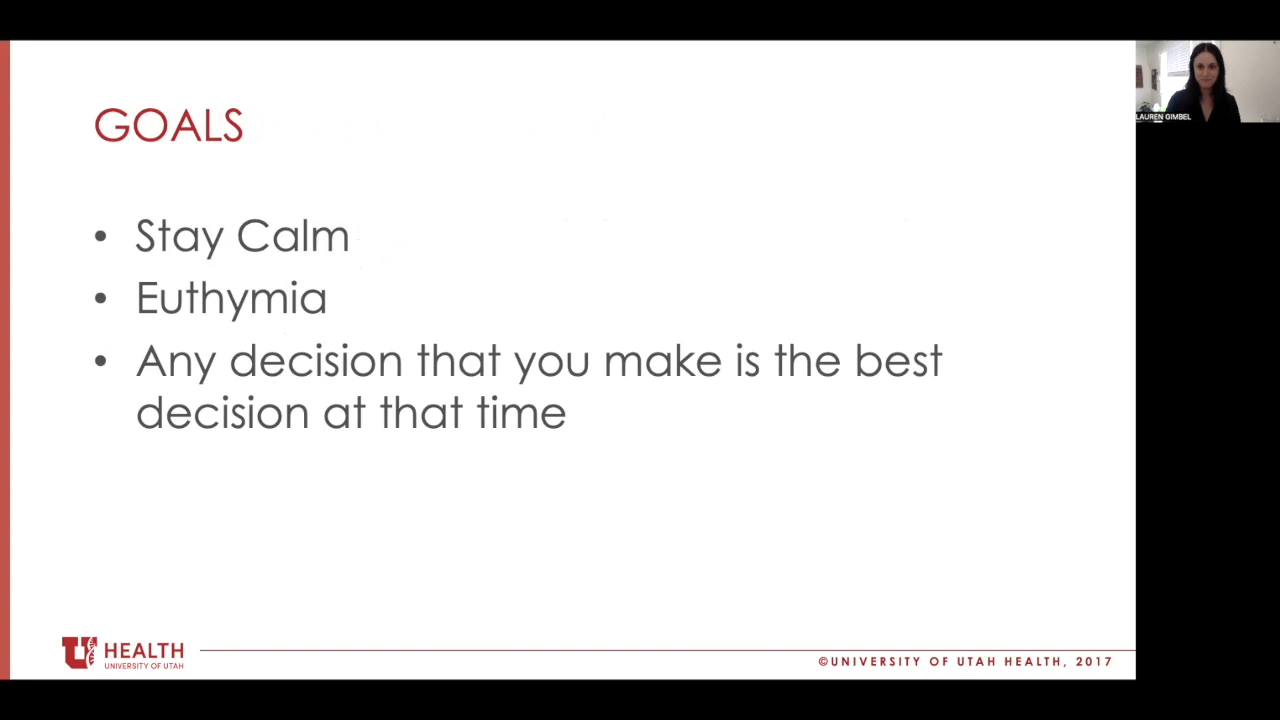 GOALS
LAUREN GIMBEL
• Stay Calm
• Euthymia
• Any decision that you make is the best
decision at that time
U HEALTH
UNIVERSITY OF UTAH
©UNIVERSITY OF UTAH HEALTH, 2017